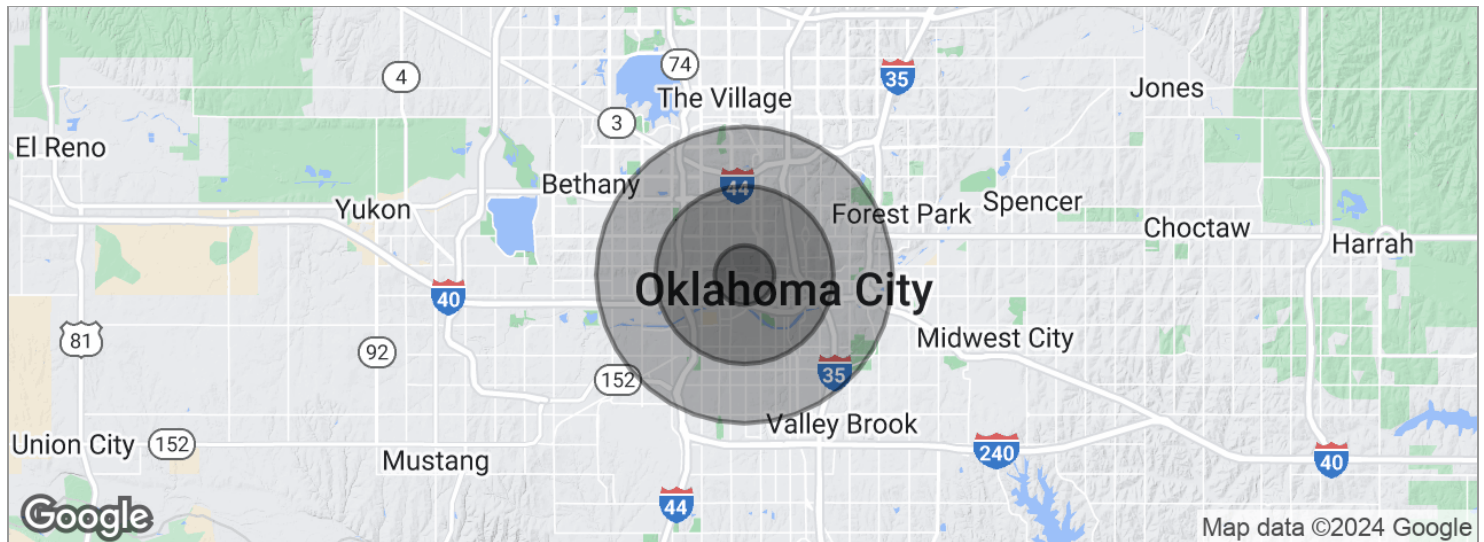 74
4
35
Jones
The Village
3
El Reno
Bethany
44
Yukon
Forest Park
Spencer
Choctaw
Harrah
Oklahoma City
40
81
Midwest City
92
152
35
Valley Brook
Union City
152
Mustang
240
40
44
Google
Map data ©2024 Google